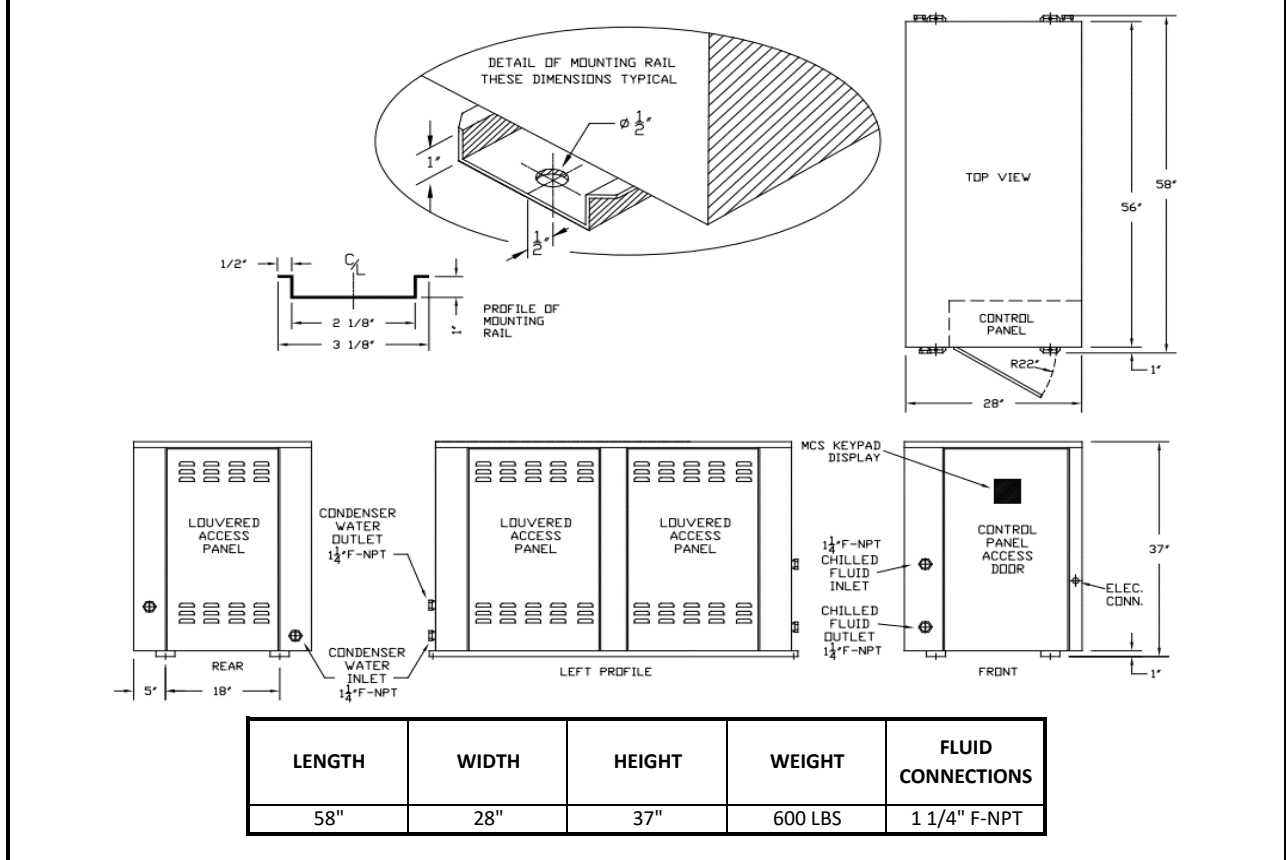 DETAIL OF MOUNTING RAIL
THESE DIMENSIONS TYPICAL
ø 1/2"
1"
1/2"
1/2"
C/L
2 1/8"
3 1/8"
1"
PROFILE OF
MOUNTING
RAIL
TOP VIEW
58"
56"
CONTROL
PANEL
R22"
1"
28"
LOUVERED
ACCESS
PANEL
REAR
5"
18"
CONDENSER
WATER
OUTLET
1 1/4"F-NPT
CONDENSER
WATER
INLET
1 1/4"F-NPT
LOUVERED
ACCESS
PANEL
LOUVERED
ACCESS
PANEL
LEFT PROFILE
MCS KEYPAD
DISPLAY
1 1/4"F-NPT
CHILLED
FLUID
INLET
CHILLED
FLUID
OUTLET
1 1/4"F-NPT
CONTROL
PANEL
ACCESS
DOOR
37"
ELEC.
CONN.
FRONT
1"
LENGTH WIDTH HEIGHT WEIGHT FLUID CONNECTIONS
58" 28" 37" 600 LBS 1 1/4" F-NPT